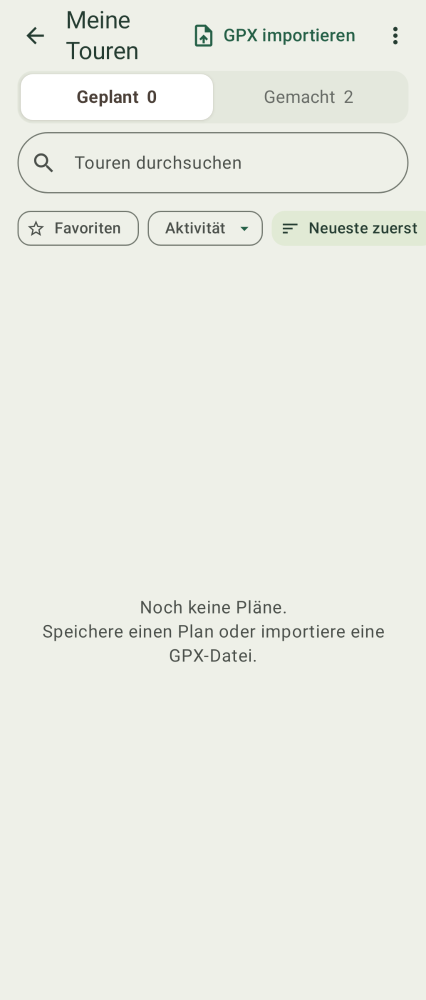 Meine
Touren
GPX importieren
Geplant 0
Gemacht 2
Touren durchsuchen
Favoriten
Aktivität
Neueste zuerst
Noch keine Pläne.
Speichere einen Plan oder importiere eine
GPX-Datei.